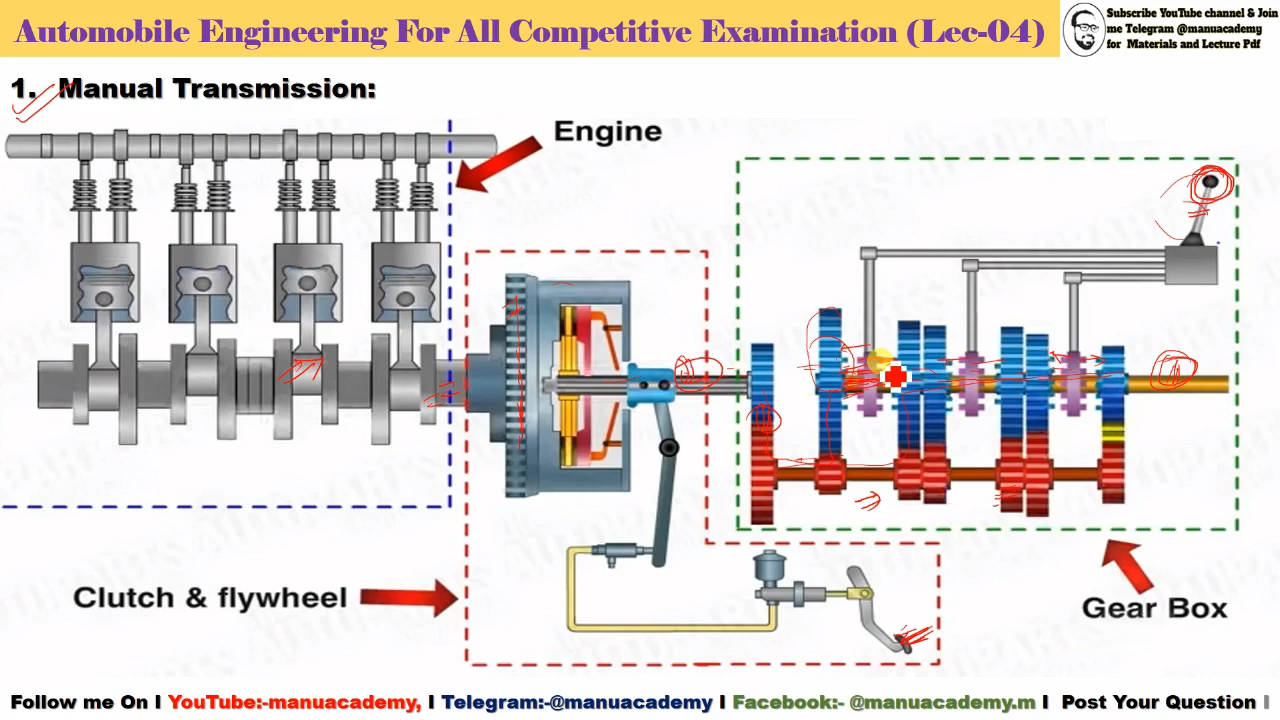 Automobile Engineering For All Competitive Examination (Lec-04)
Subscribe YouTube channel & Join
me Telegram @manuacademy
for Materials and Lecture Pdf
1. Manual Transmission:
Engine
Clutch & flywheel
Gear Box
Follow me On I YouTube:-manuacademy, I Telegram:-@manuacademy I Facebook:- @manuacademy.m I Post Your Question I